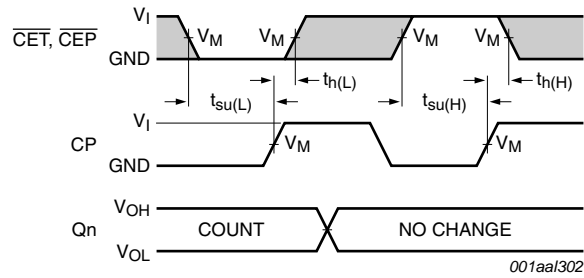 V_I
CET, CEP
V_M V_M V_M V_M
GND
t_su(L) t_h(L) t_su(H) t_h(H)
V_I
CP V_M V_M
GND
V_OH
Qn COUNT NO CHANGE
V_OL
001aal302